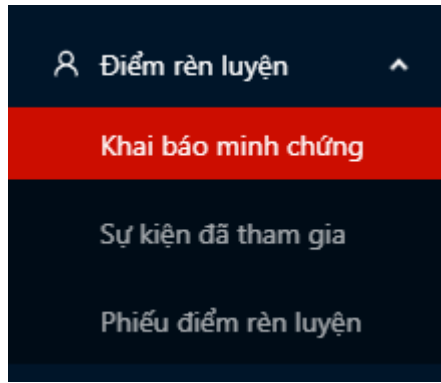 Điểm rèn luyện
Khai báo minh chứng
Sự kiện đã tham gia
Phiếu điểm rèn luyện